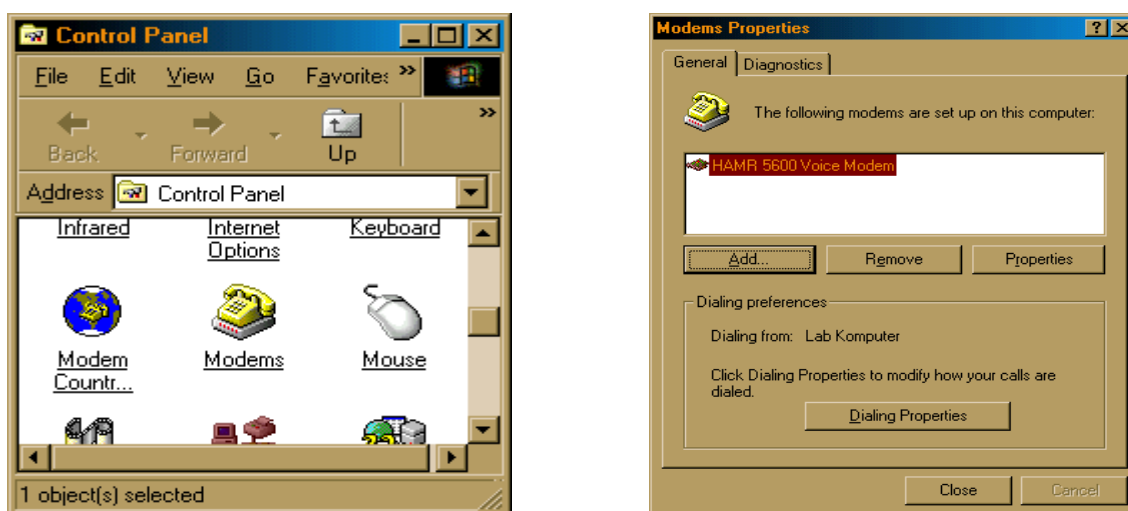 Control Panel
File Edit View Go Favorites »
Back Forward Up »
Address Control Panel
Infrared Internet Options Keyboard
Modem Countr... Modems Mouse
1 object(s) selected
Modems Properties
General Diagnostics
The following modems are set up on this computer:
HAMR 5600 Voice Modem
Add... Remove Properties
Dialing preferences
Dialing from: Lab Komputer
Click Dialing Properties to modify how your calls are
dialed.
Dialing Properties
Close Cancel